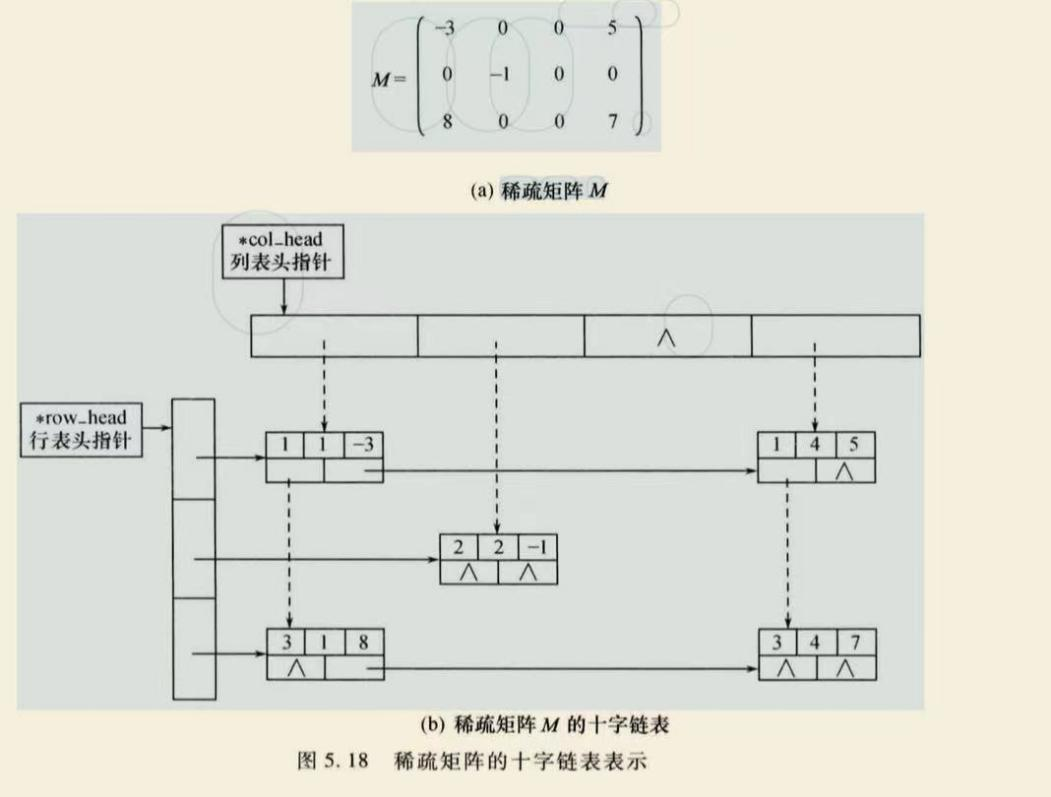 -3 0 0 5
M= 0 -1 0 0
8 0 0 7
(a) 稀疏矩阵 M
*col_head
列表头指针
∧
*row_head
行表头指针
1 1 -3 1 4 5
∧
2 2 -1
∧ ∧
3 1 8 3 4 7
∧ ∧ ∧
(b) 稀疏矩阵 M 的十字链表
图 5.18 稀疏矩阵的十字链表表示